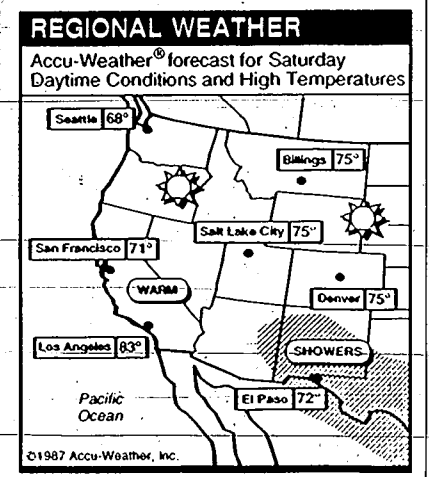 REGIONAL WEATHER
Accu-Weather® forecast for Saturday
Daytime Conditions and High Temperatures
Seattle 68°
Billings 75°
Salt Lake City 75°
San Francisco 71°
WARM
Denver 75°
Los Angeles 83°
SHOWERS
El Paso 72°
Pacific
Ocean
©1987 Accu-Weather, Inc.